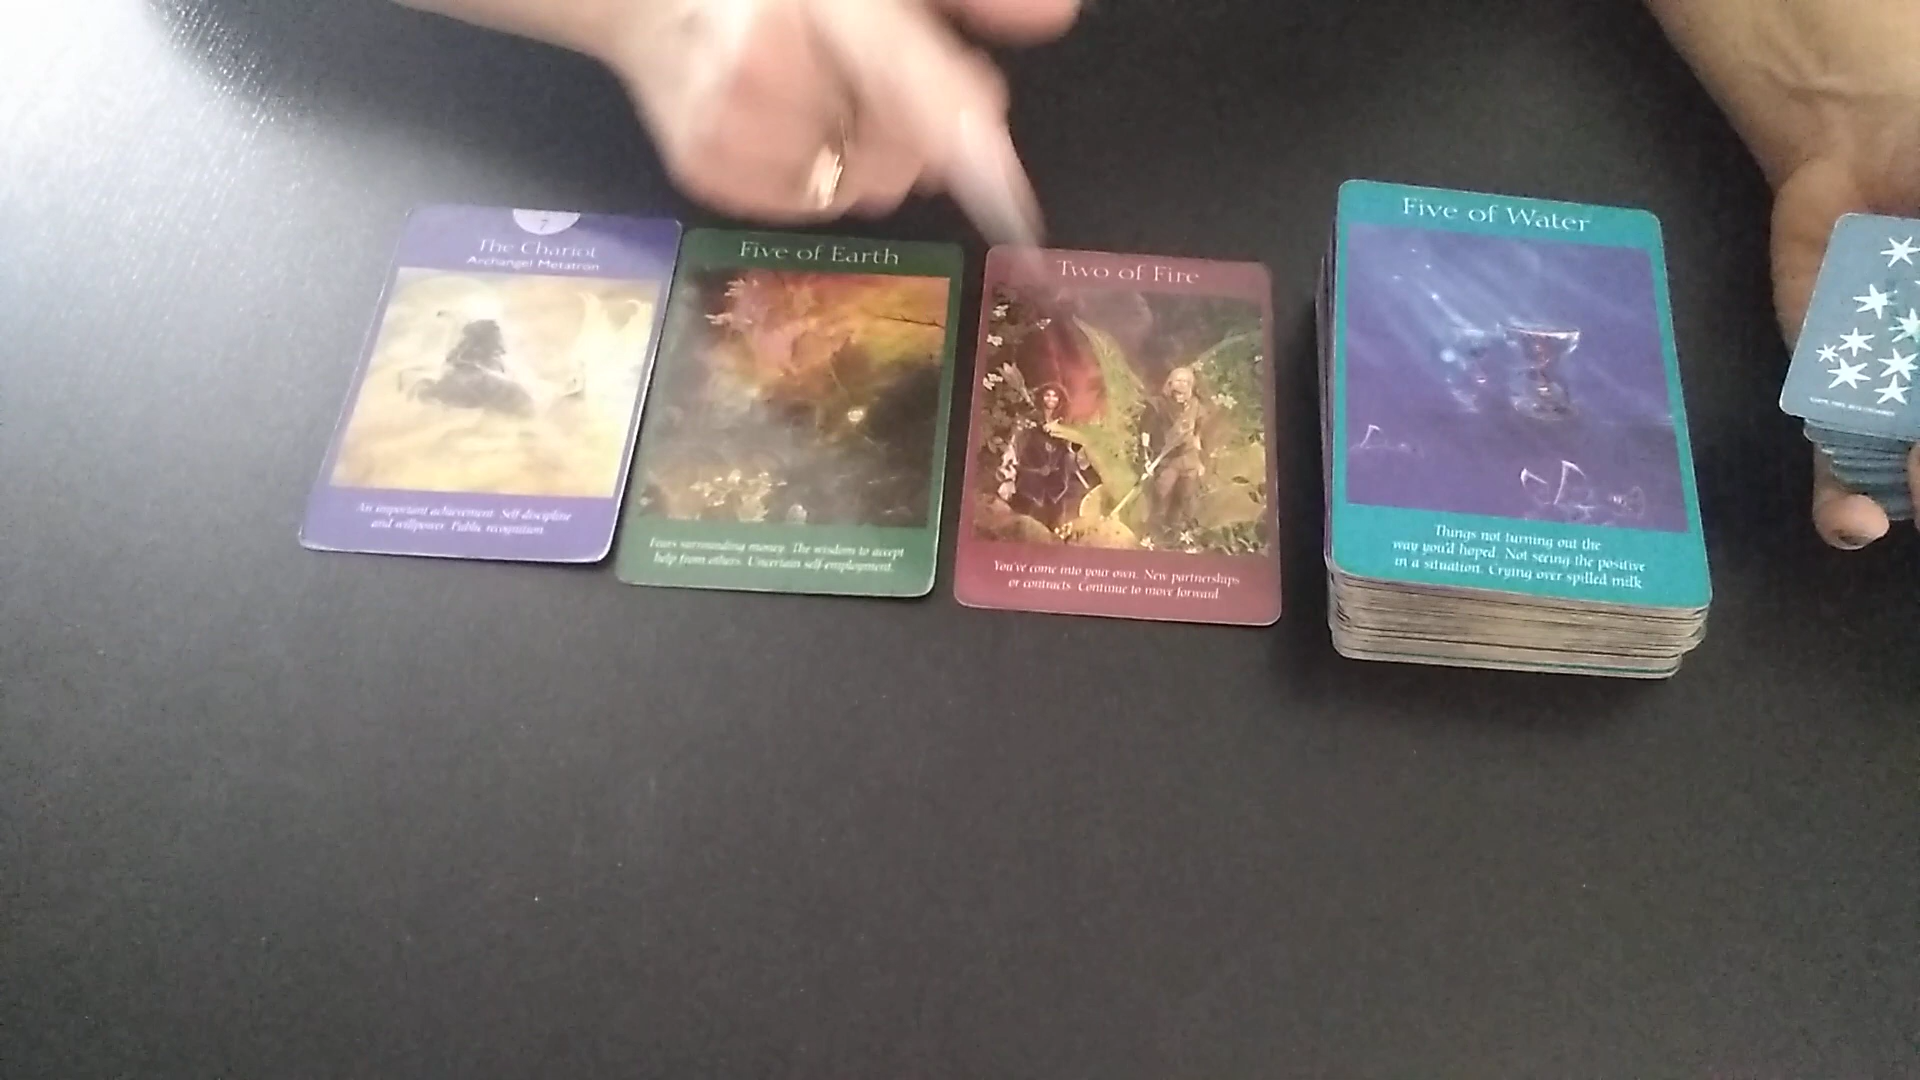 7
The Chariot
Archangel Metatron
An important achievement. Self-discipline
and willpower. Public recognition.
Five of Earth
Fears surrounding money. The wisdom to accept
help from others. Uncertain self-employment.
Two of Fire
You've come into your own. New partnerships
or contracts. Continue to move forward.
Five of Water
Things not turning out the
way you'd hoped. Not seeing the positive
in a situation. Crying over spilled milk